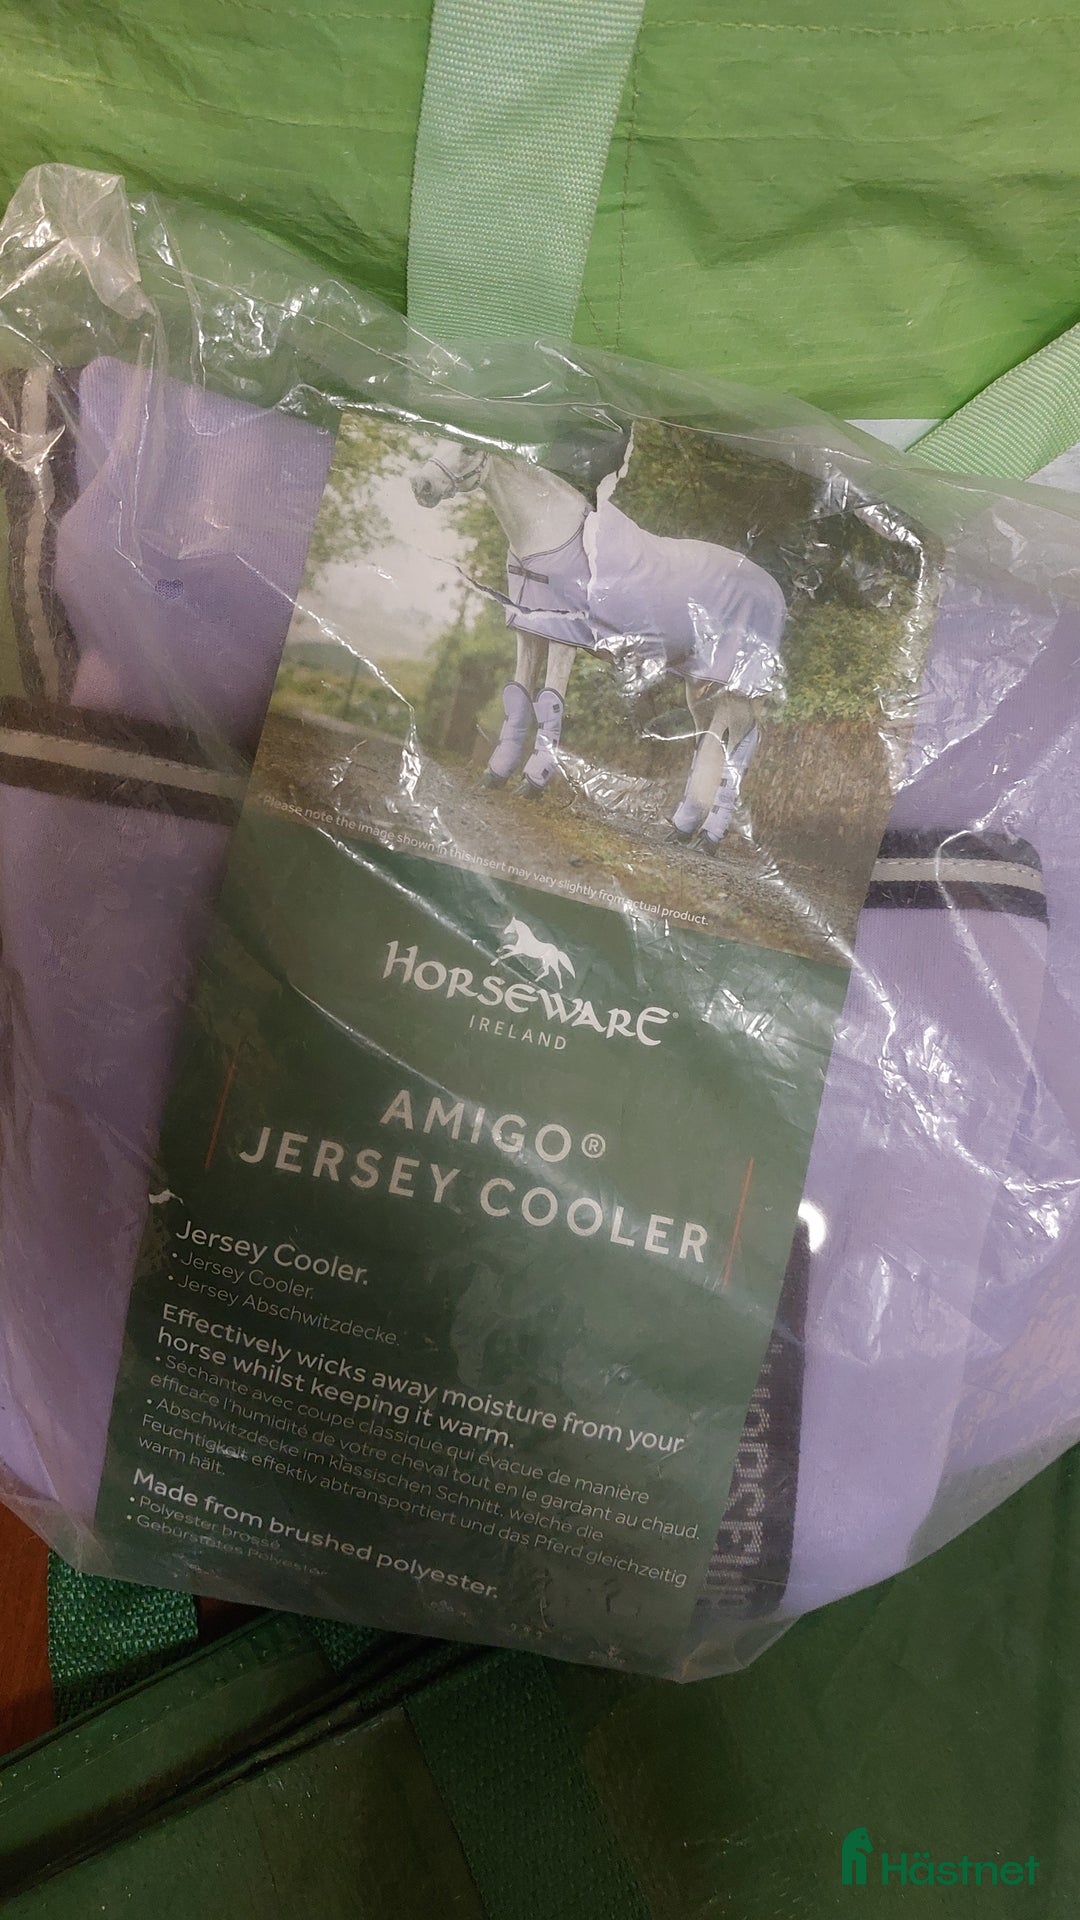 Please note the image shown in this insert may vary slightly from actual product.
HORSEWARE®
IRELAND
AMIGO®
JERSEY COOLER
Jersey Cooler.
• Jersey Cooler.
• Jersey Abschwitzdecke.
Effectively wicks away moisture from your
horse whilst keeping it warm.
• Séchante avec coupe classique qui évacue de manière
efficace l'humidité de votre cheval tout en le gardant au chaud.
• Abschwitzdecke im klassischen Schnitt, welche die
Feuchtigkeit effektiv abtransportiert und das Pferd gleichzeitig
warm hält.
Made from brushed polyester.
• Polyester brossé.
• Gebürstetes Polyester
Hästnet